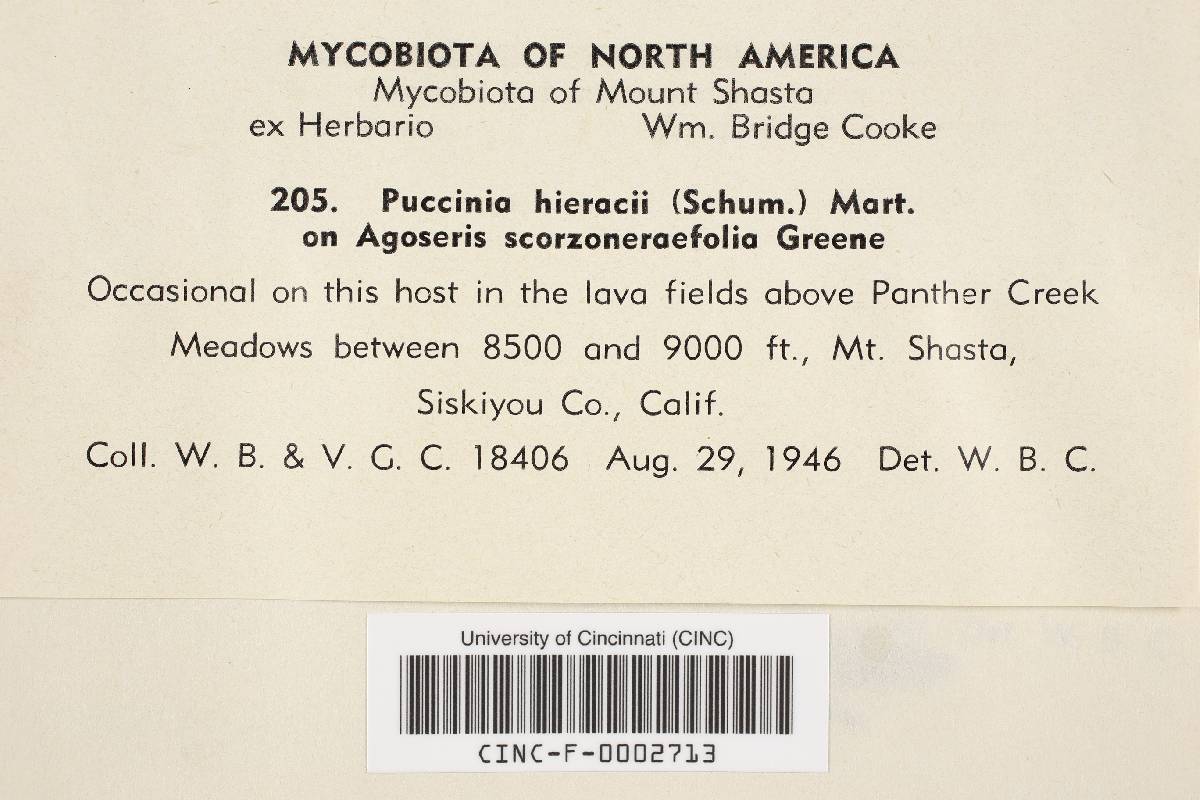 MYCOBIOTA OF NORTH AMERICA
Mycobiota of Mount Shasta
ex Herbario Wm. Bridge Cooke
205. Puccinia hieracii (Schum.) Mart.
on Agoseris scorzoneraefolia Greene
Occasional on this host in the lava fields above Panther Creek
Meadows between 8500 and 9000 ft., Mt. Shasta,
Siskiyou Co., Calif.
Coll. W. B. & V. G. C. 18406 Aug. 29, 1946 Det. W. B. C.
University of Cincinnati (CINC)
CINC-F-0002713